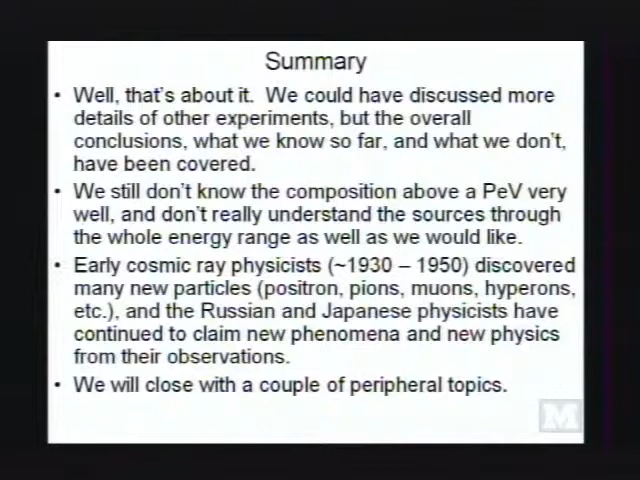 Summary
• Well, that's about it. We could have discussed more
details of other experiments, but the overall
conclusions, what we know so far, and what we don't,
have been covered.
• We still don't know the composition above a PeV very
well, and don't really understand the sources through
the whole energy range as well as we would like.
• Early cosmic ray physicists (~1930 – 1950) discovered
many new particles (positron, pions, muons, hyperons,
etc.), and the Russian and Japanese physicists have
continued to claim new phenomena and new physics
from their observations.
• We will close with a couple of peripheral topics.
M